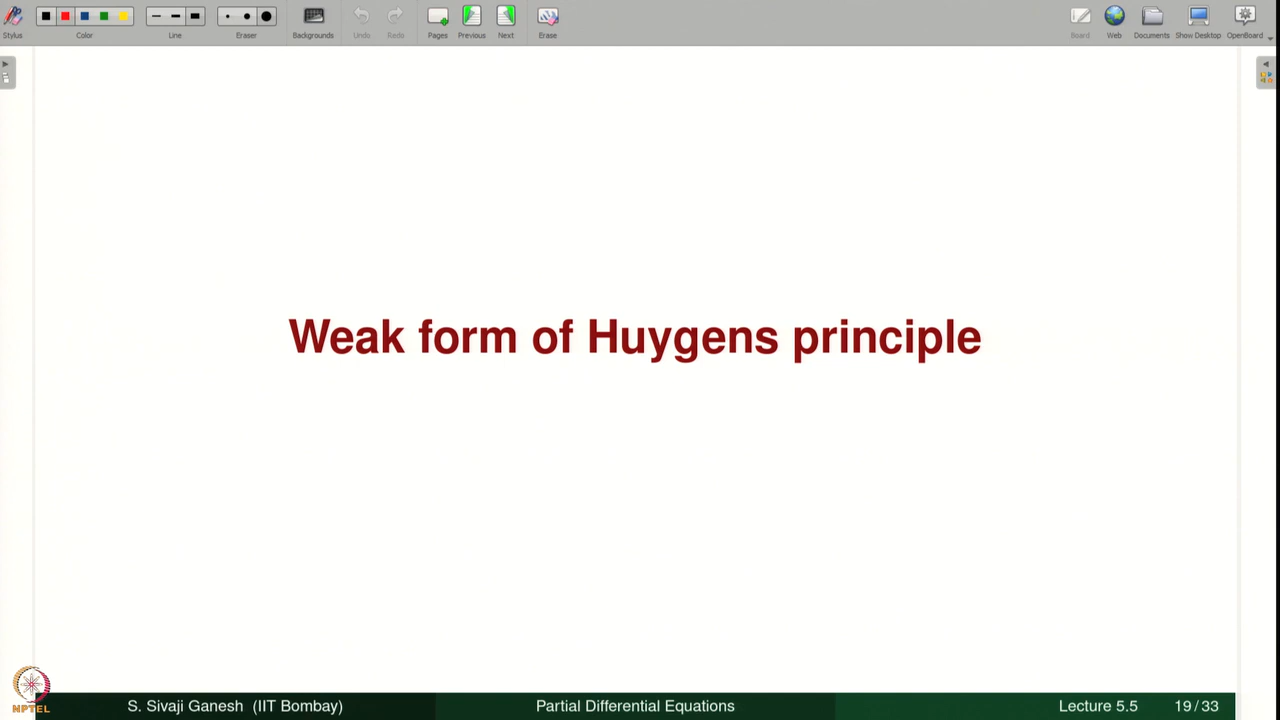 Stylus
Color
Line
Eraser
Backgrounds
Undo
Redo
Pages
Previous
Next
Erase
Board
Web
Documents
Show Desktop
OpenBoard
Weak form of Huygens principle
NPTEL
S. Sivaji Ganesh (IIT Bombay)
Partial Differential Equations
Lecture 5.5
19/33